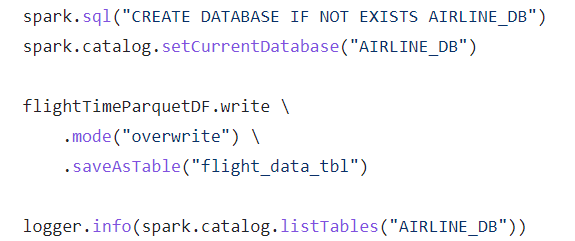 spark.sql("CREATE DATABASE IF NOT EXISTS AIRLINE_DB")
spark.catalog.setCurrentDatabase("AIRLINE_DB")
flightTimeParquetDF.write \
.mode("overwrite") \
.saveAsTable("flight_data_tbl")
logger.info(spark.catalog.listTables("AIRLINE_DB"))